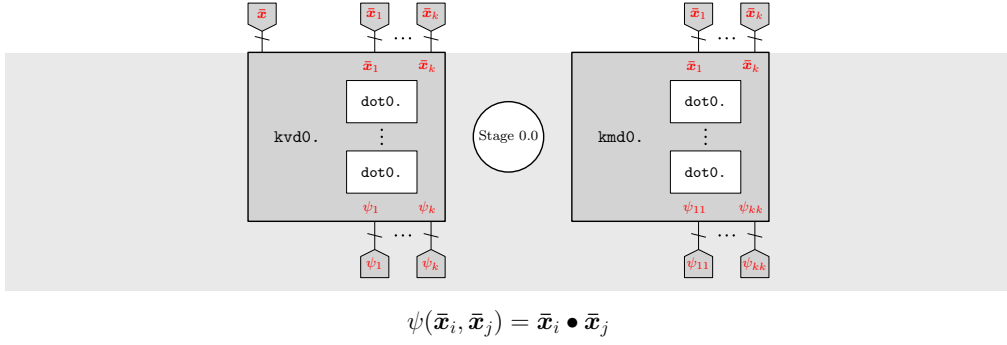 x̄ x̄₁ ... x̄ₖ x̄₁ ... x̄ₖ
x̄₁ x̄ₖ x̄₁ x̄ₖ
dot0. dot0.
kvd0. ⋮ Stage 0.0 kmd0. ⋮
dot0. dot0.
ψ₁ ψₖ ψ₁₁ ψₖₖ
... ...
ψ₁ ψₖ ψ₁₁ ψₖₖ
ψ(x̄ᵢ, x̄ⱼ) = x̄ᵢ • x̄ⱼ